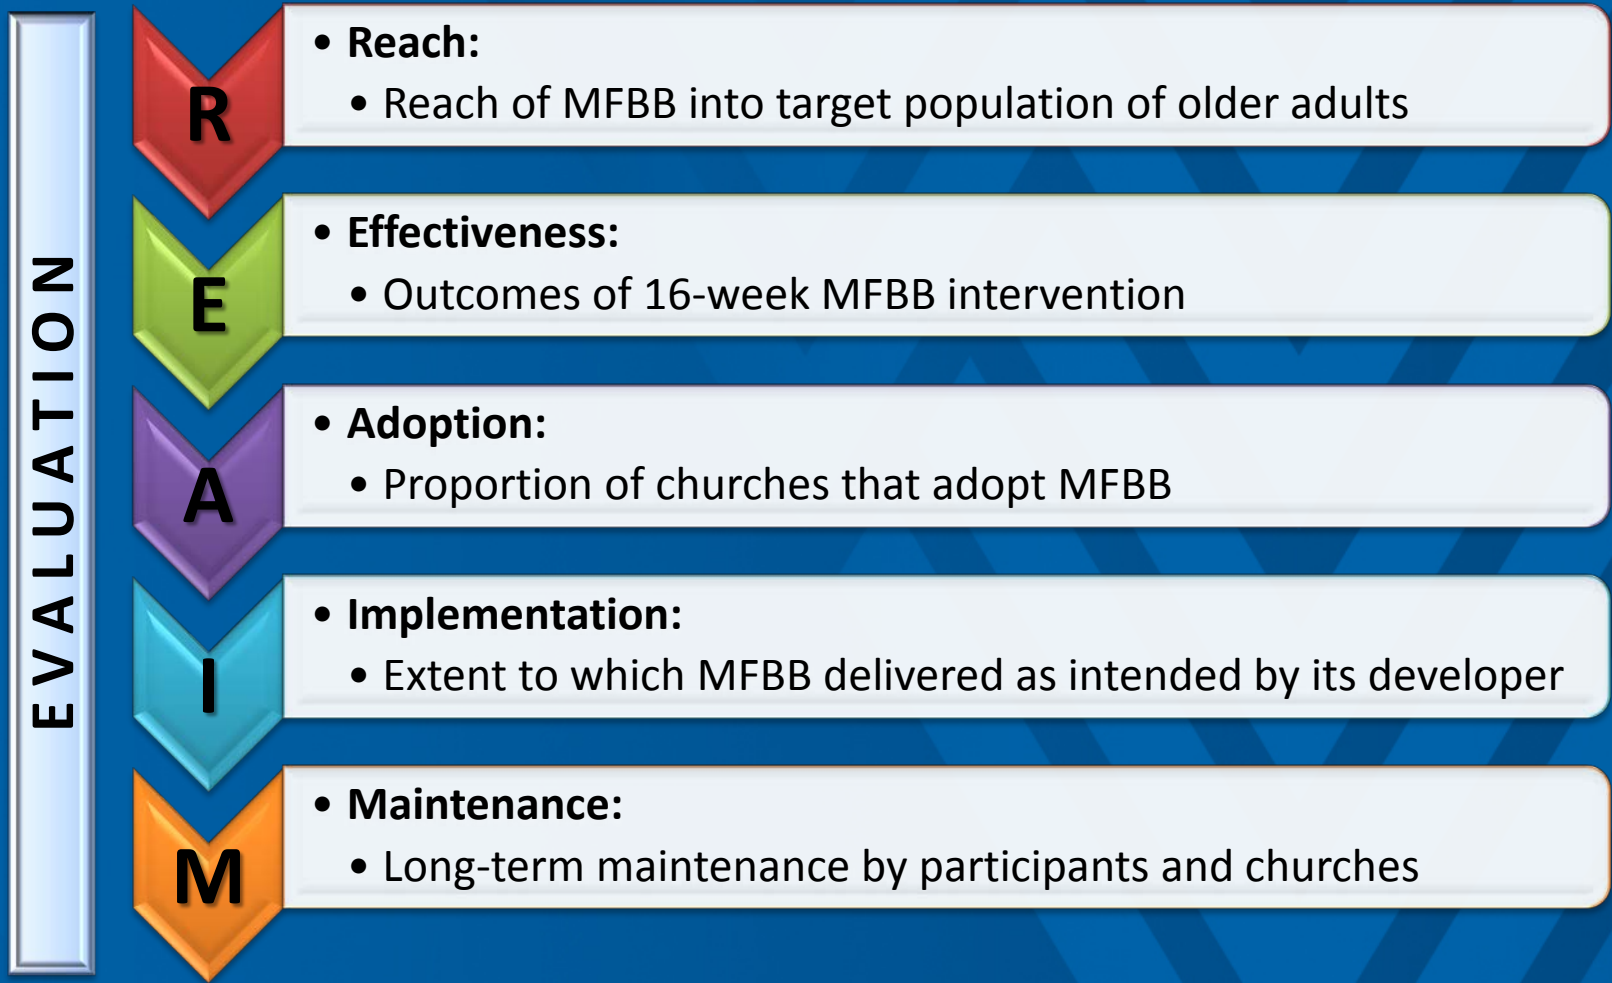 EVALUATION
R
• Reach:
• Reach of MFBB into target population of older adults
E
• Effectiveness:
• Outcomes of 16-week MFBB intervention
A
• Adoption:
• Proportion of churches that adopt MFBB
I
• Implementation:
• Extent to which MFBB delivered as intended by its developer
M
• Maintenance:
• Long-term maintenance by participants and churches